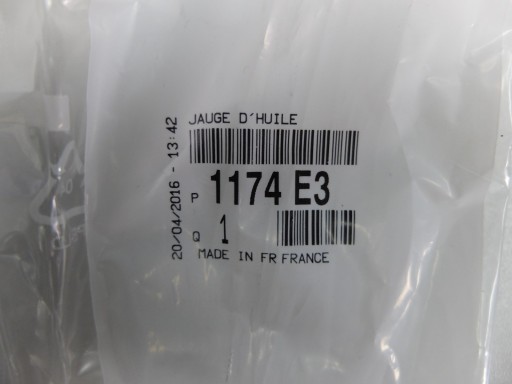 JAUGE D'HUILE
P 1174 E3
Q 1
MADE IN FR FRANCE
20/04/2016 - 13:42